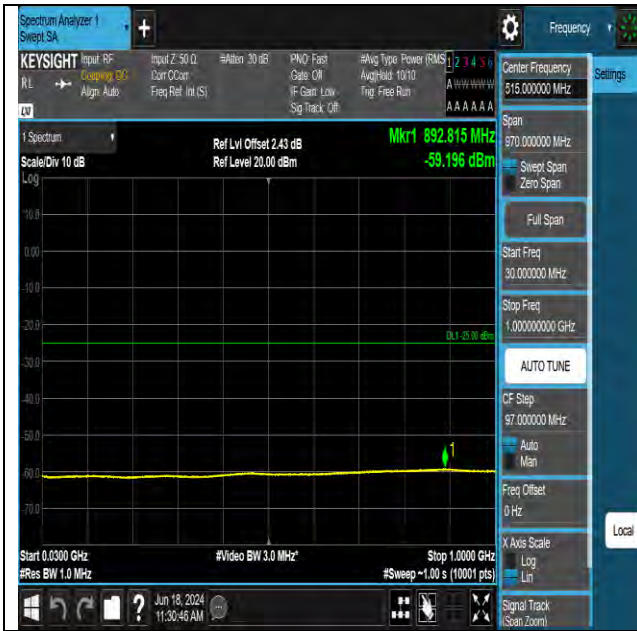 Spectrum Analyzer 1
Swept SA
+
Frequency
KEYSIGHT
Input: RF
Input Z: 50 Ω
#Atten: 30 dB
PNO: Fast
#Avg Type: Power (RMS
1 2 3 4 5 6
RL
Coupling: DC
Corr CCorr
Gate: Off
Avg|Hold: 10/10
A W W W W W
Align: Auto
Freq Ref: Int (S)
IF Gain: Low
Trig: Free Run
Sig Track: Off
A A A A A A
1 Spectrum
Ref Lvl Offset 2.43 dB
Mkr1 892.815 MHz
Scale/Div 10 dB
Ref Level 20.00 dBm
-59.196 dBm
Log
10.0
0.00
-10.0
-20.0
DL1 -25.00 dBm
-30.0
-40.0
-50.0
1
-60.0
-70.0
Start 0.0300 GHz
#Video BW 3.0 MHz*
Stop 1.0000 GHz
#Res BW 1.0 MHz
#Sweep ~1.00 s (10001 pts)
Center Frequency
515.000000 MHz
Settings
Span
970.000000 MHz
Swept Span
Zero Span
Full Span
Start Freq
30.000000 MHz
Stop Freq
1.000000000 GHz
AUTO TUNE
CF Step
97.000000 MHz
Auto
Man
Freq Offset
0 Hz
Local
X Axis Scale
Log
Lin
Signal Track
(Span Zoom)
?
Jun 18, 2024
11:30:46 AM